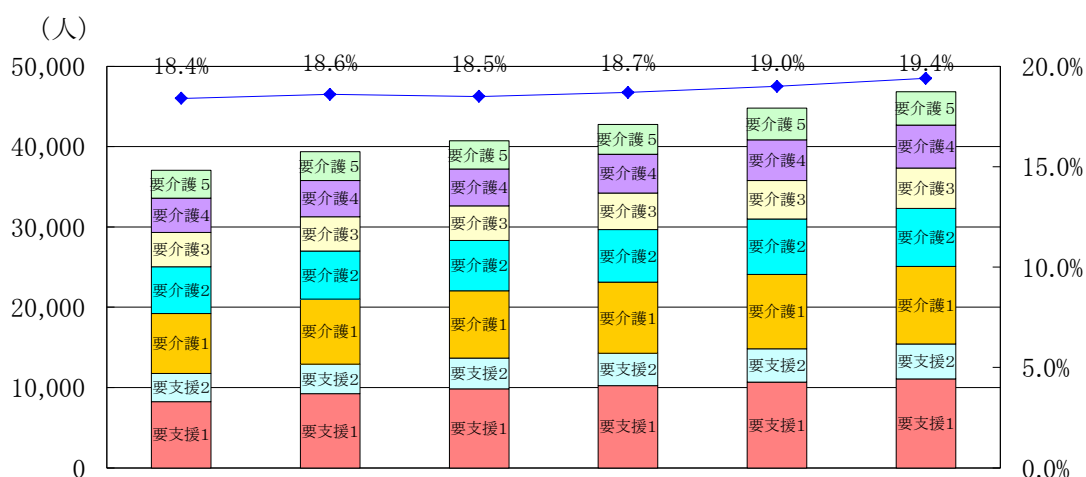 （人）
18.4% 18.6% 18.5% 18.7% 19.0% 19.4%
50,000 20.0%
40,000
15.0%
30,000
10.0%
20,000
5.0%
10,000
0 0.0%
要介護５ 要介護５ 要介護５ 要介護５ 要介護５ 要介護５
要介護4 要介護4 要介護4 要介護4 要介護4 要介護4
要介護3 要介護3 要介護3 要介護3 要介護3 要介護3
要介護2 要介護2 要介護2 要介護2 要介護2 要介護2
要介護1 要介護1 要介護1 要介護1 要介護1 要介護1
要支援2 要支援2 要支援2 要支援2 要支援2 要支援2
要支援1 要支援1 要支援1 要支援1 要支援1 要支援1